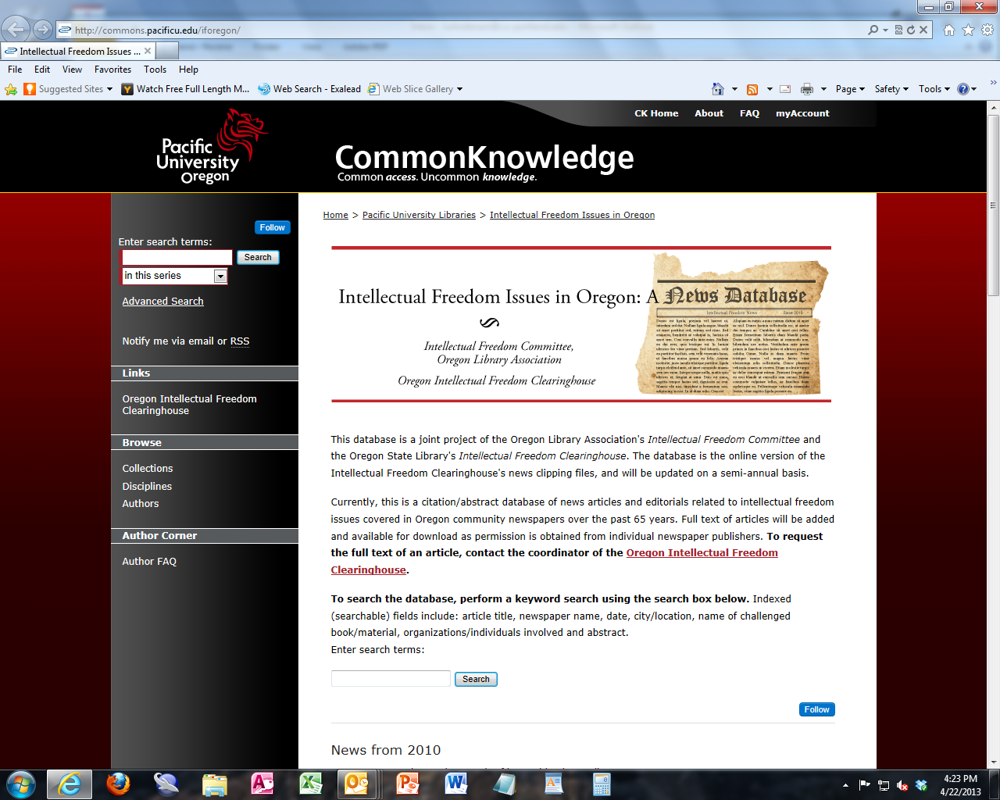 http://commons.pacificu.edu/iforegon/
Intellectual Freedom Issues ...
File Edit View Favorites Tools Help
Suggested Sites Watch Free Full Length M... Web Search - Exalead Web Slice Gallery Page Safety Tools
CK Home About FAQ myAccount
Pacific
University
Oregon
CommonKnowledge
Common access. Uncommon knowledge.
Home > Pacific University Libraries > Intellectual Freedom Issues in Oregon
Follow
Enter search terms:
Search
in this series
Advanced Search
Notify me via email or RSS
Links
Oregon Intellectual Freedom
Clearinghouse
Browse
Collections
Disciplines
Authors
Author Corner
Author FAQ
Intellectual Freedom Issues in Oregon: A News Database
Intellectual Freedom News
Intellectual Freedom Committee,
Oregon Library Association
Oregon Intellectual Freedom Clearinghouse
This database is a joint project of the Oregon Library Association's Intellectual Freedom Committee and
the Oregon State Library's Intellectual Freedom Clearinghouse. The database is the online version of the
Intellectual Freedom Clearinghouse's news clipping files, and will be updated on a semi-annual basis.
Currently, this is a citation/abstract database of news articles and editorials related to intellectual freedom
issues covered in Oregon community newspapers over the past 65 years. Full text of articles will be added
and available for download as permission is obtained from individual newspaper publishers. To request
the full text of an article, contact the coordinator of the Oregon Intellectual Freedom
Clearinghouse.
To search the database, perform a keyword search using the search box below. Indexed
(searchable) fields include: article title, newspaper name, date, city/location, name of challenged
book/material, organizations/individuals involved and abstract.
Enter search terms:
Search
Follow
News from 2010
4:23 PM
4/22/2013